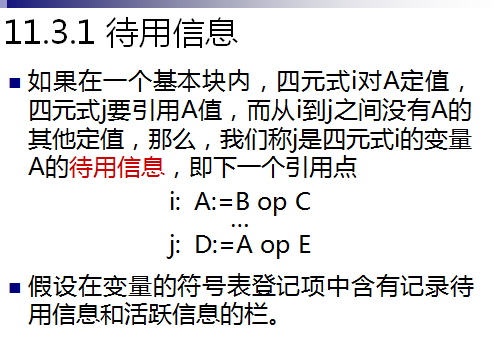 11.3.1 待用信息
如果在一个基本块内，四元式i对A定值，
四元式j要引用A值，而从i到j之间没有A的
其他定值，那么，我们称j是四元式i的变量
A的待用信息，即下一个引用点
i: A:=B op C
...
j: D:=A op E
假设在变量的符号表登记项中含有记录待
用信息和活跃信息的栏。